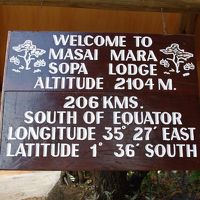 WELCOME TO
MASAI MARA
SOPA LODGE
ALTITUDE 2104 M.
206 KMS.
SOUTH OF EQUATOR
LONGITUDE 35° 27' EAST
LATITUDE 1° 36' SOUTH